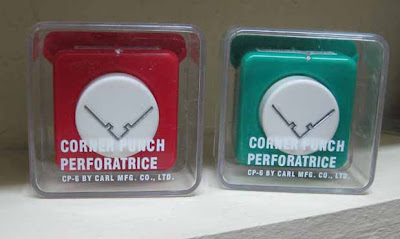 CORNER PUNCH
PERFORATRICE
CP-6 BY CARL MFG. CO., LTD.
CORNER PUNCH
PERFORATRICE
CP-6 BY CARL MFG. CO., LTD.